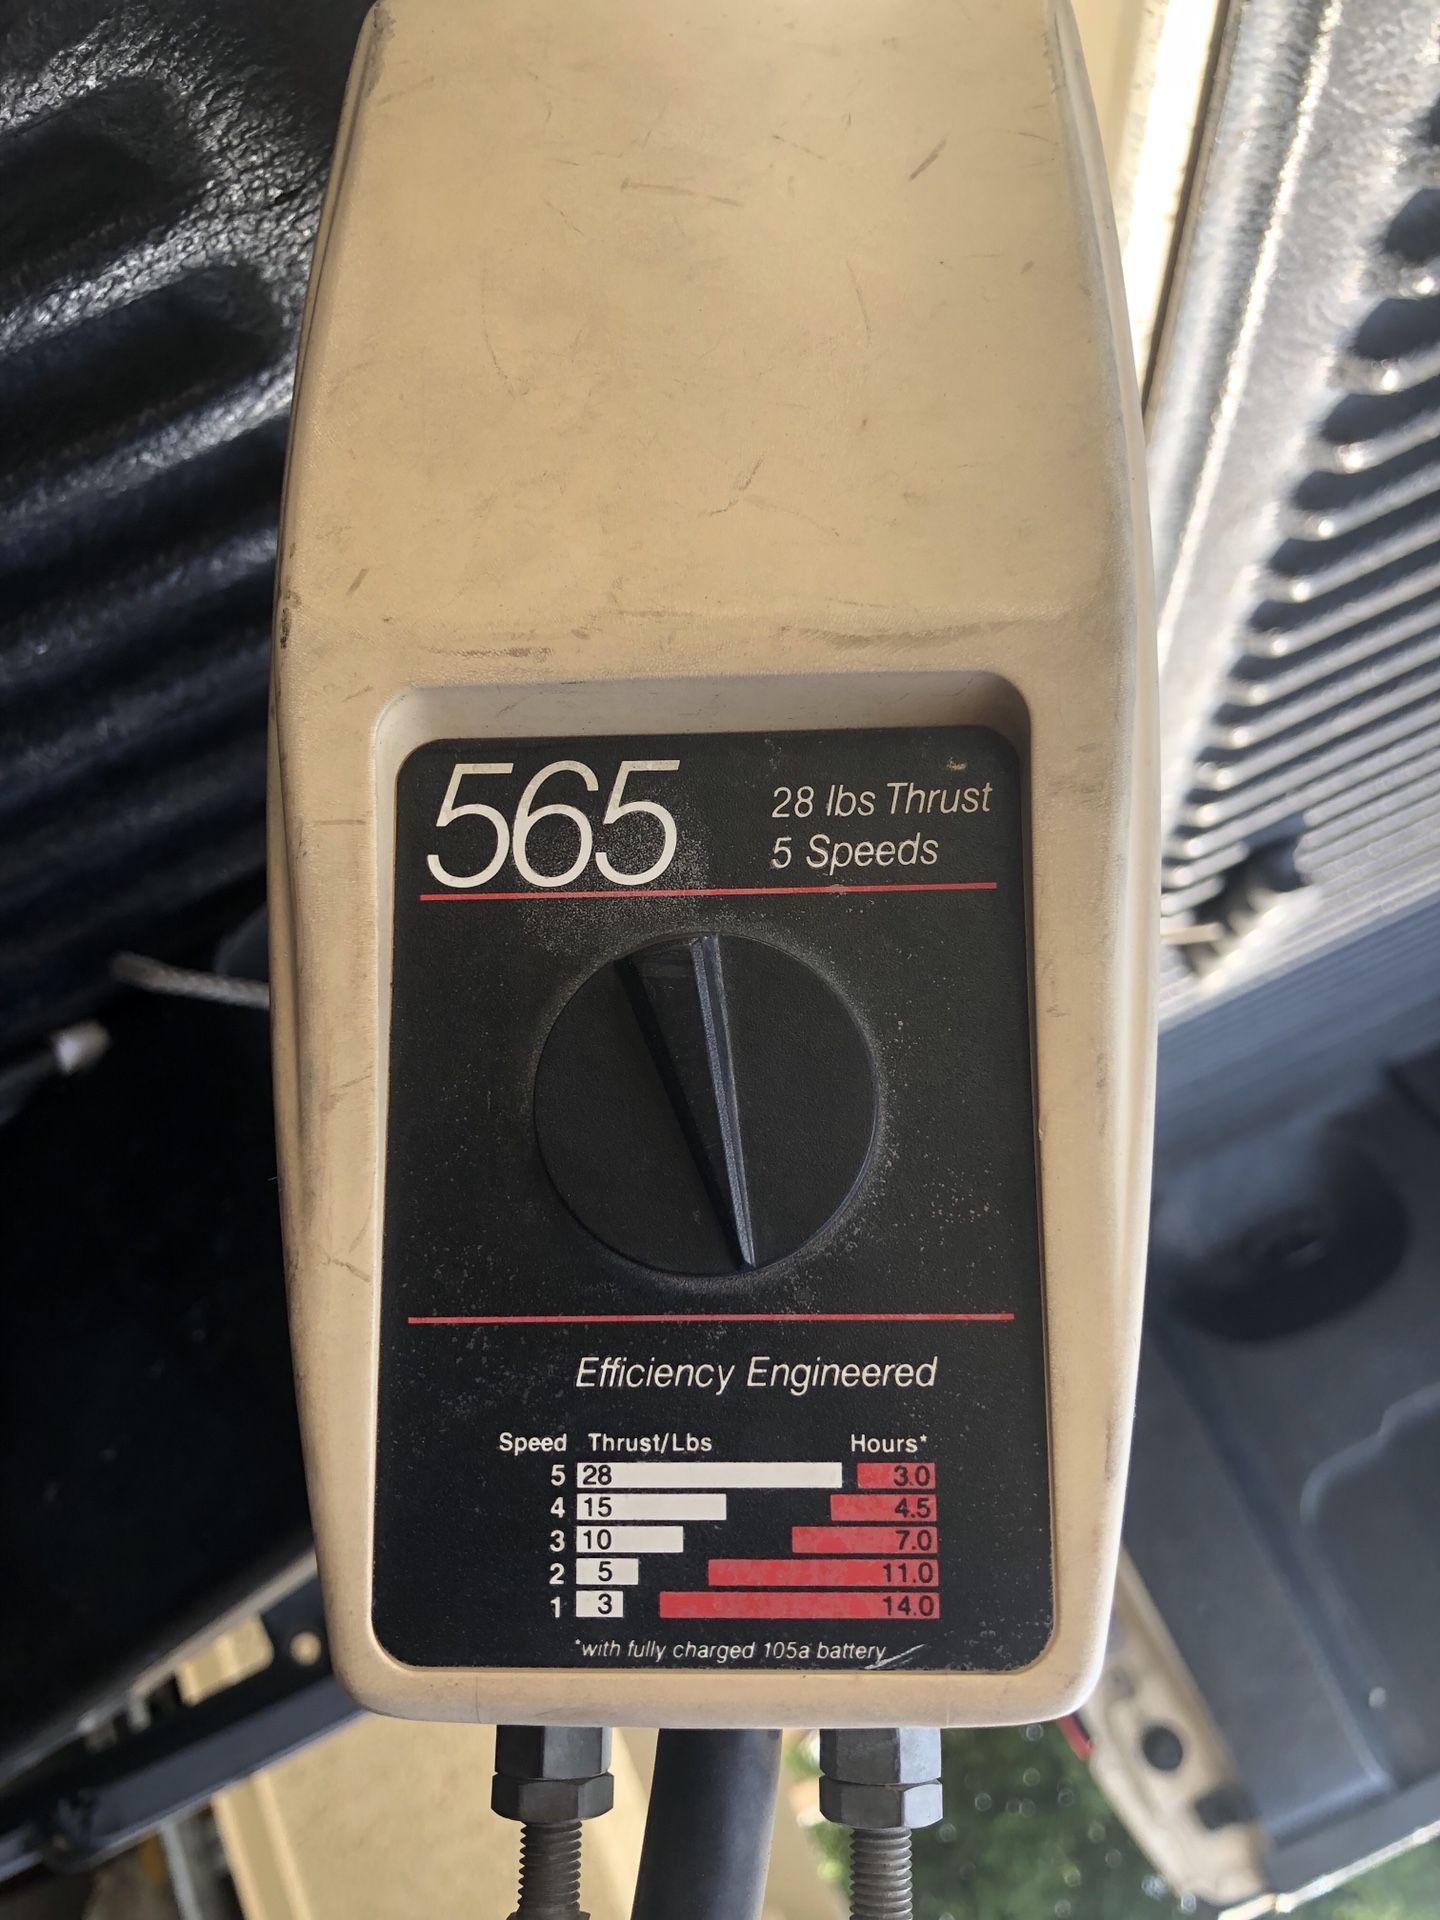 565
28 lbs Thrust
5 Speeds
Efficiency Engineered
Speed Thrust/Lbs Hours*
5 28 3.0
4 15 4.5
3 10 7.0
2 5 11.0
1 3 14.0
*with fully charged 105a battery